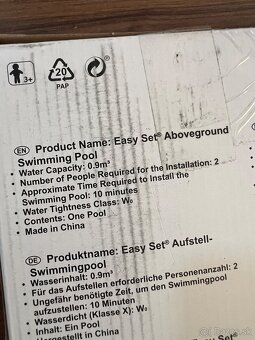 3+
20
PAP
EN Product Name: Easy Set® Aboveground
Swimming Pool
• Water Capacity: 0.9m³
• Number of People Required for the Installation: 2
• Approximate Time Required to Install the
Swimming Pool: 10 minutes
• Water Tightness Class: W₀
• Contents: One Pool
• Made in China
DE Produktname: Easy Set® Aufstell-
Swimmingpool
• Wasserinhalt: 0.9m³
• Für das Aufstellen erforderliche Personenanzahl: 2
• Ungefähr benötigte Zeit, um den Swimmingpool
aufzustellen: 10 Minuten
• Wasserdicht (Klasse X): W₀
• Inhalt: Ein Pool
• Hergestellt in China